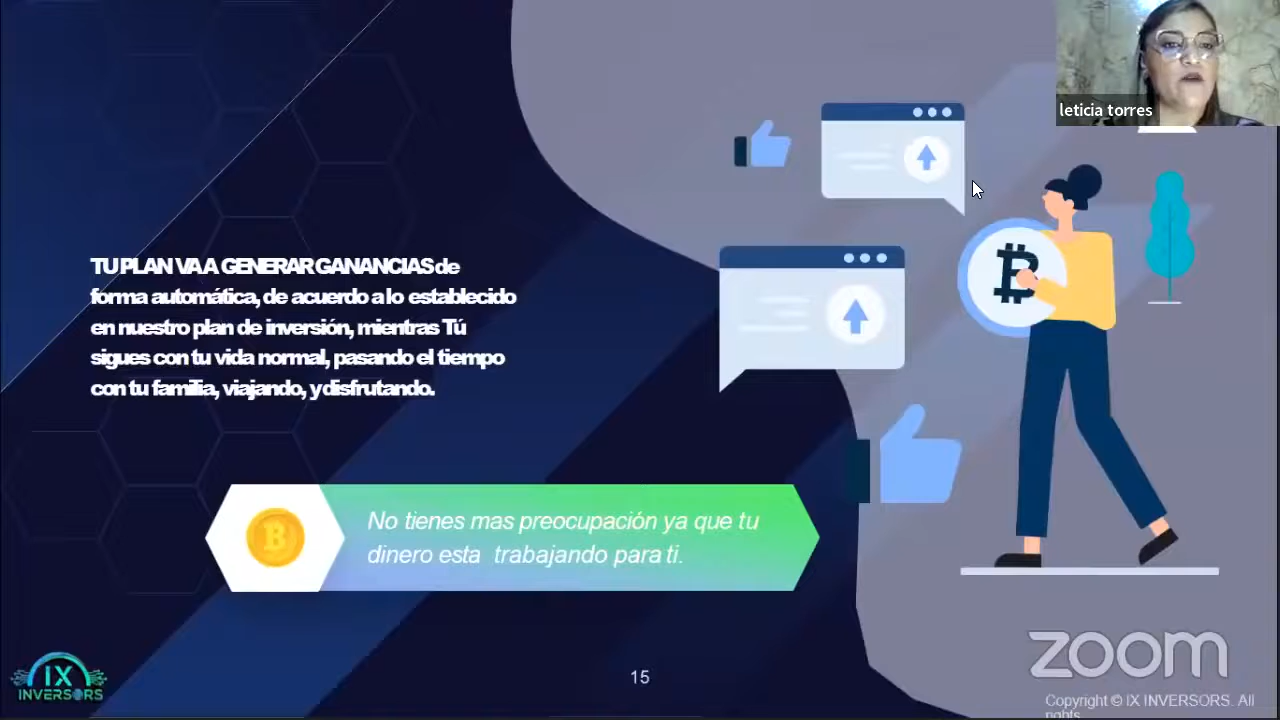 leticia torres
TU PLAN VA A GENERAR GANANCIAS de
forma automática, de acuerdo a lo establecido
en nuestro plan de inversión, mientras Tú
sigues con tu vida normal, pasando el tiempo
con tu familia, viajando, y disfrutando.
No tienes mas preocupación ya que tu
dinero esta trabajando para ti.
IX
INVERSORS
15
zoom
Copyright © IX INVERSORS. All
rights